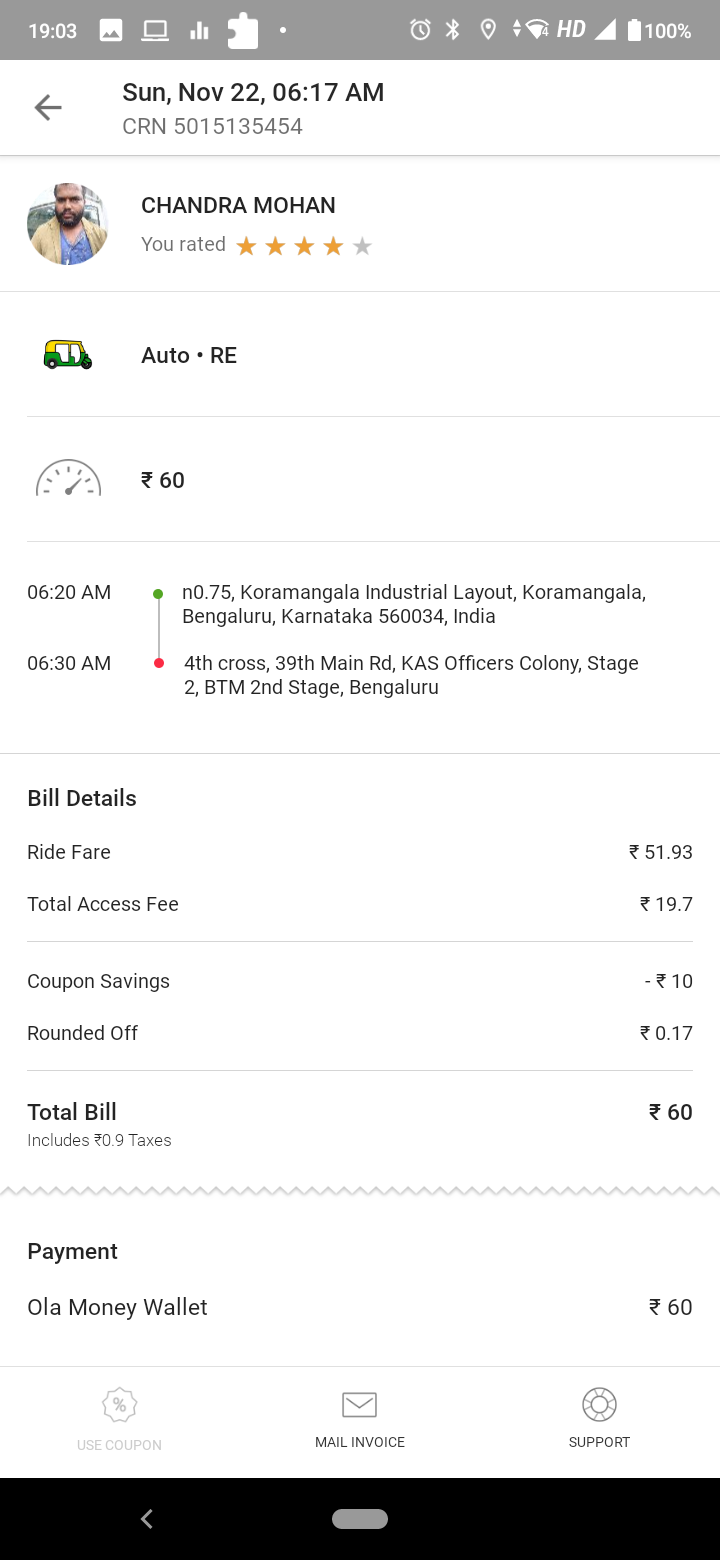 19:03 4 HD 100%
Sun, Nov 22, 06:17 AM
CRN 5015135454
CHANDRA MOHAN
You rated
Auto • RE
₹ 60
06:20 AM n0.75, Koramangala Industrial Layout, Koramangala,
Bengaluru, Karnataka 560034, India
06:30 AM 4th cross, 39th Main Rd, KAS Officers Colony, Stage
2, BTM 2nd Stage, Bengaluru
Bill Details
Ride Fare ₹ 51.93
Total Access Fee ₹ 19.7
Coupon Savings - ₹ 10
Rounded Off ₹ 0.17
Total Bill ₹ 60
Includes ₹0.9 Taxes
Payment
Ola Money Wallet ₹ 60
%
USE COUPON MAIL INVOICE SUPPORT